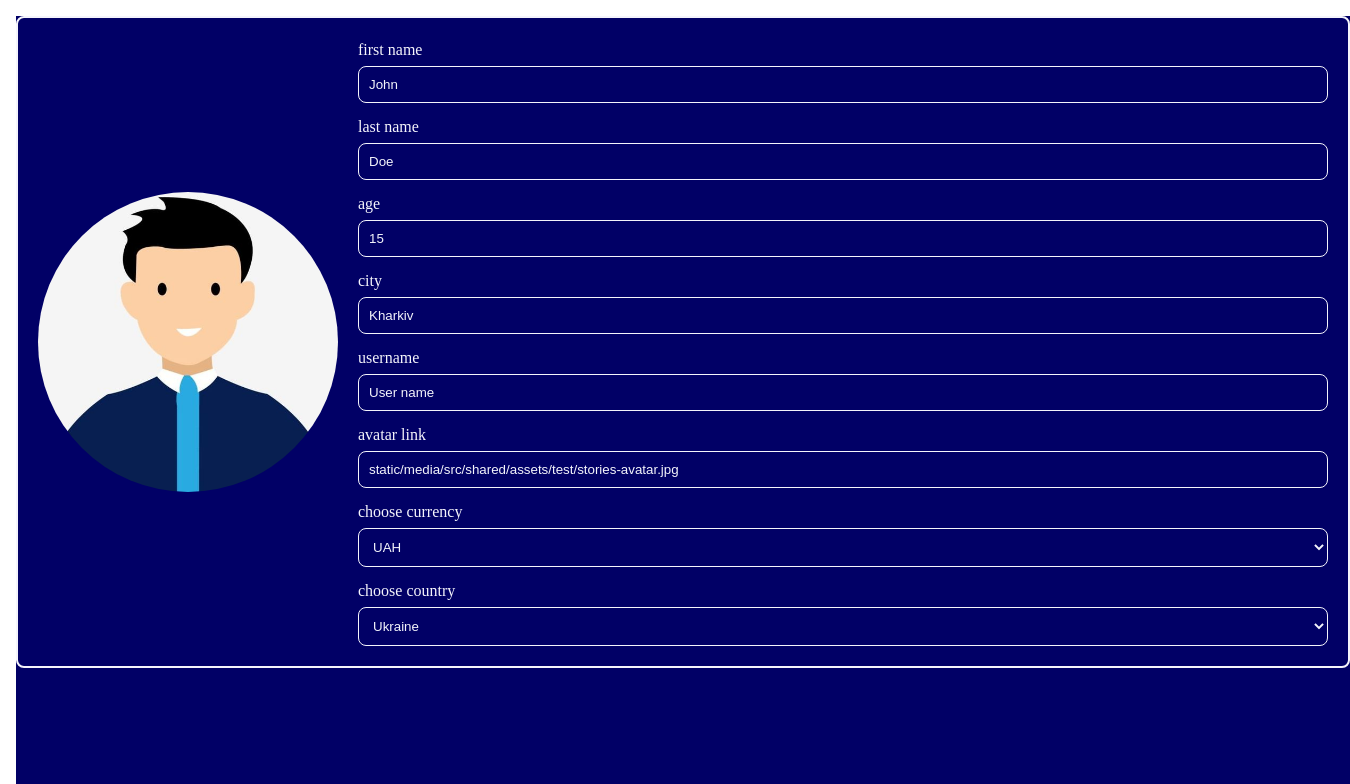 first name
John
last name
Doe
age
15
city
Kharkiv
username
User name
avatar link
static/media/src/shared/assets/test/stories-avatar.jpg
choose currency
UAH
choose country
Ukraine